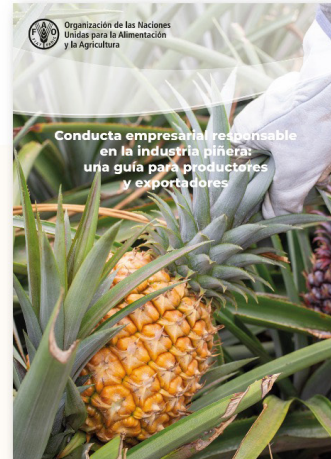 FAO
Organización de las Naciones
Unidas para la Alimentación
y la Agricultura
Conducta empresarial responsable
en la industria piñera:
una guía para productores
y exportadores